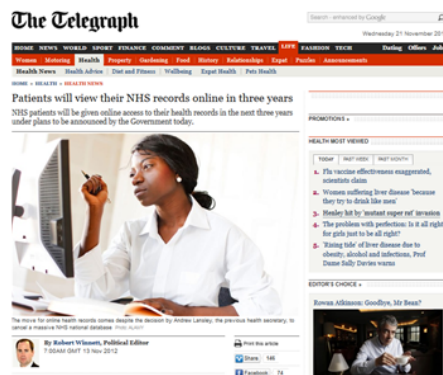 The Telegraph
Search - enhanced by Google
Wednesday 21 November 201
HOME NEWS WORLD SPORT FINANCE COMMENT BLOGS CULTURE TRAVEL LIFE FASHION TECH
Dating Offers Job
Women Motoring Health Property Gardening Food History Relationships Expat Puzzles Announcements
Health News Health Advice Diet and Fitness Wellbeing Expat Health Pets Health
HOME » HEALTH » HEALTH NEWS
Patients will view their NHS records online in three years
NHS patients will be given online access to their health records in the next three years
under plans to be announced by the Government today.
The move for online health records comes despite the decision by Andrew Lansley, the previous health secretary, to
cancel a massive NHS national database Photo: ALAMY
By Robert Winnett, Political Editor
7:00AM GMT 13 Nov 2012
Print this article
Share 146
Facebook 74
PROMOTIONS »
HEALTH MOST VIEWED
TODAY PAST WEEK PAST MONTH
1. Flu vaccine effectiveness exaggerated,
scientists claim
2. Women suffering liver disease 'because
they try to drink like men'
3. Henley hit by 'mutant super rat' invasion
4. The problem with perfection: Is it all right
for girls just to be all right?
5. 'Rising tide' of liver disease due to
obesity, alcohol and infections, Prof
Dame Sally Davies warns
EDITOR'S CHOICE »
Rowan Atkinson: Goodbye, Mr Bean?